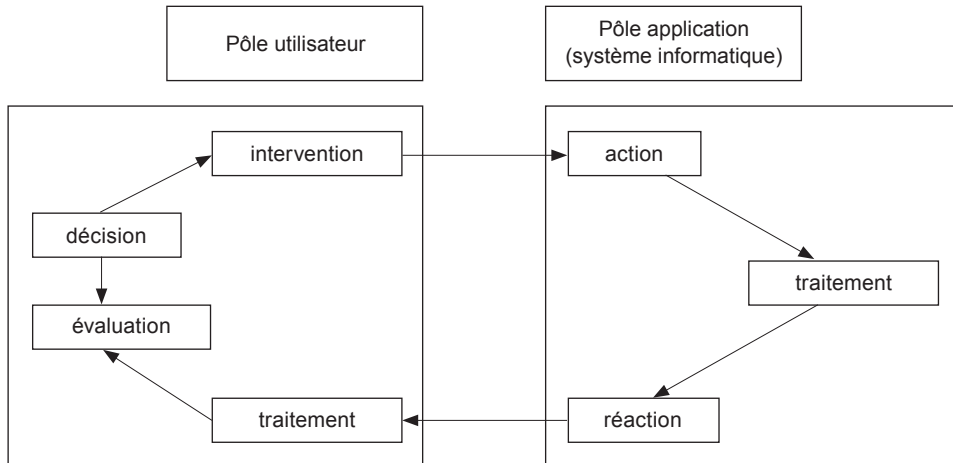 Pôle utilisateur
Pôle application
(système informatique)
intervention
action
décision
traitement
évaluation
traitement
réaction